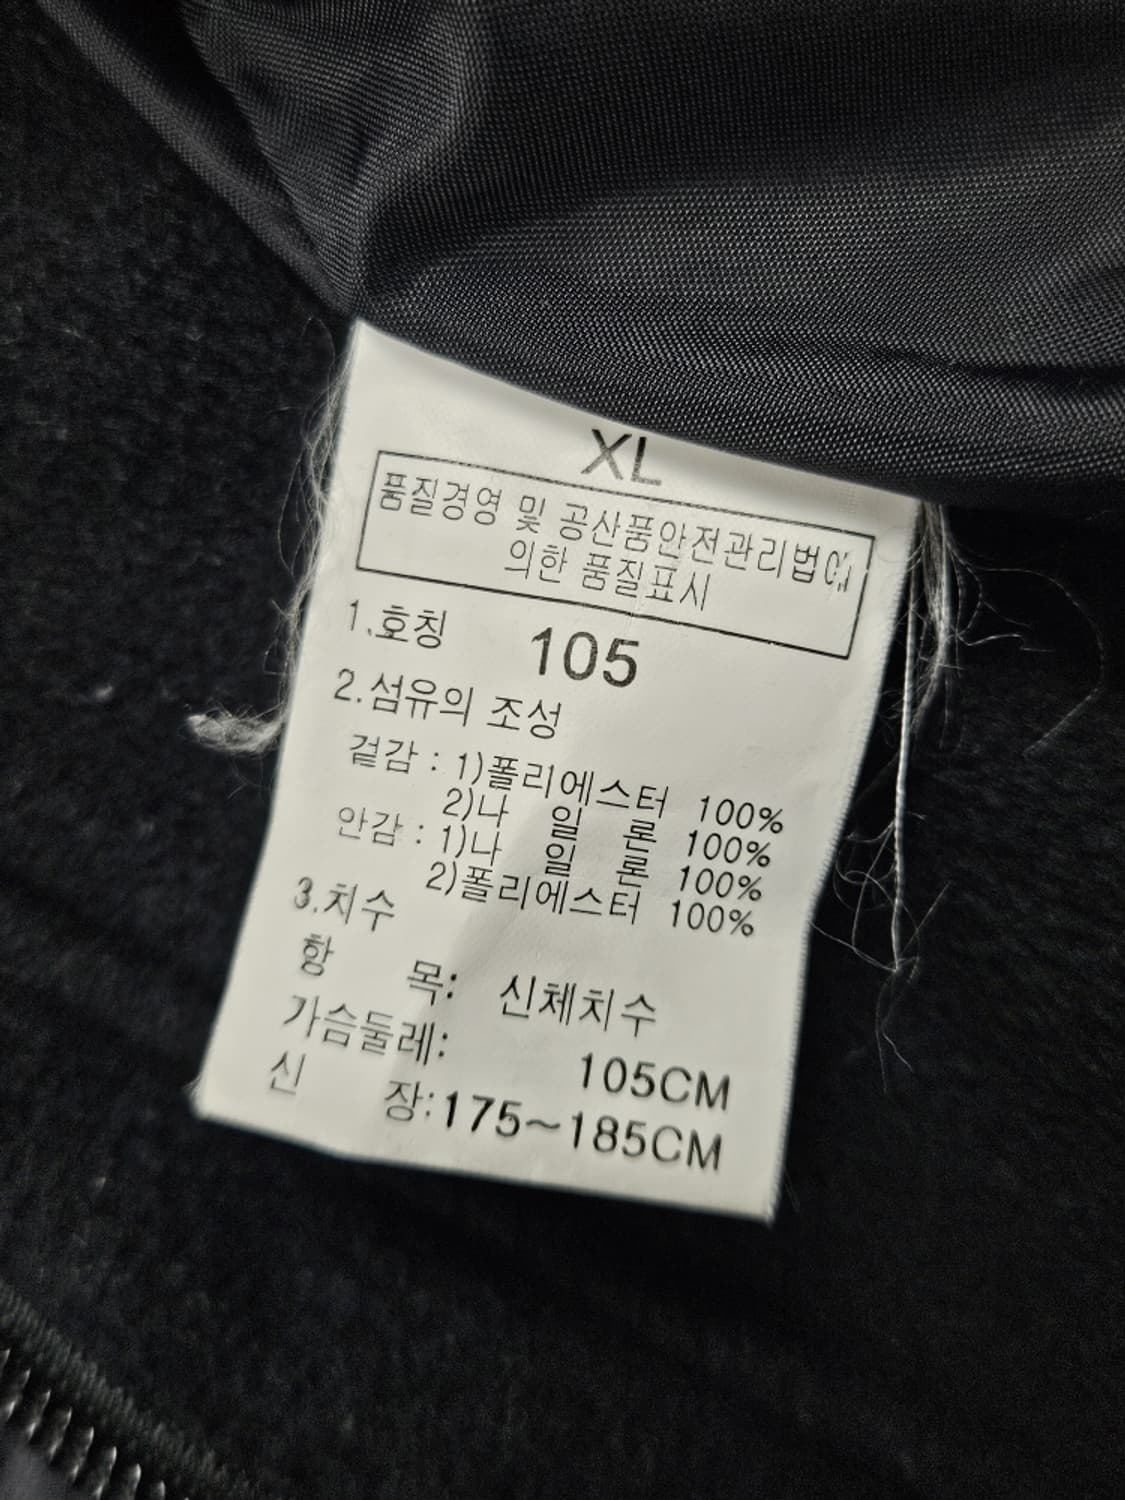 XL
품질경영 및 공산품안전관리법에
의한 품질표시
1.호칭 105
2.섬유의 조성
겉감 : 1)폴리에스터 100%
2)나 일 론 100%
안감 : 1)나 일 론 100%
2)폴리에스터 100%
3.치수
항 목: 신체치수
가슴둘레: 105CM
신 장:175~185CM